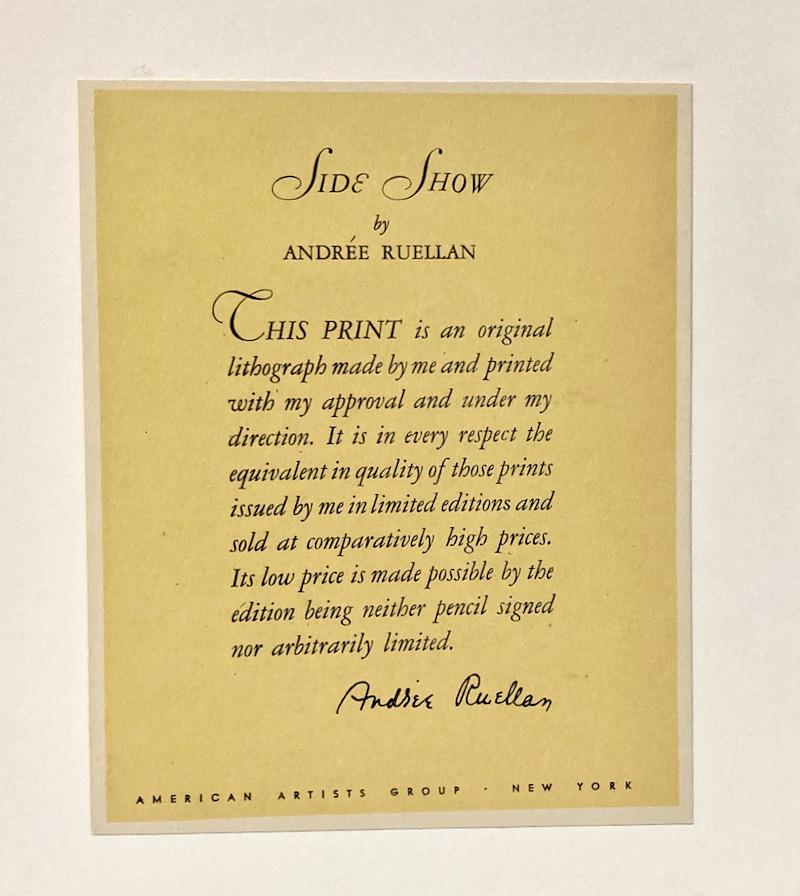 SIDE SHOW
by
ANDRÉE RUELLAN
THIS PRINT is an original
lithograph made by me and printed
with my approval and under my
direction. It is in every respect the
equivalent in quality of those prints
issued by me in limited editions and
sold at comparatively high prices.
Its low price is made possible by the
edition being neither pencil signed
nor arbitrarily limited.
Andrée Ruellan
AMERICAN ARTISTS GROUP · NEW YORK